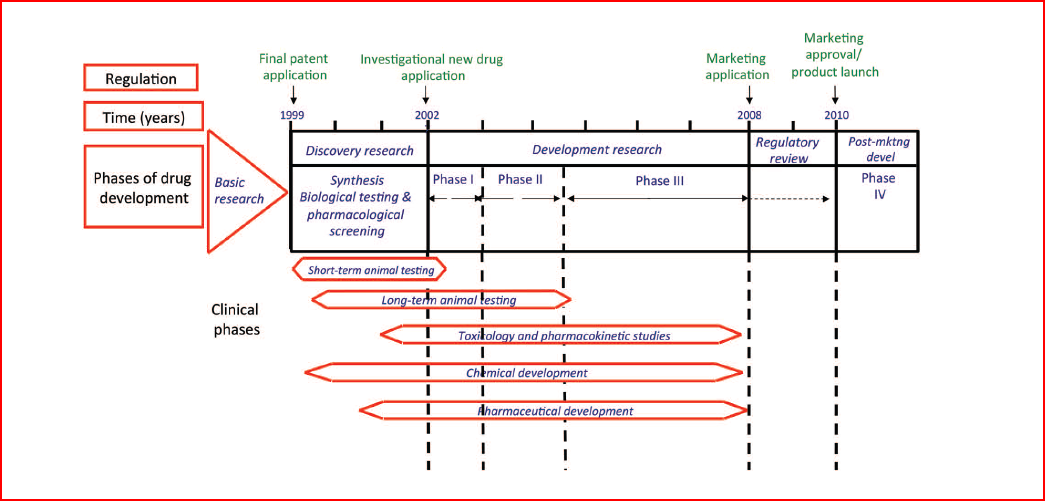 Final patent
application
Investigational new drug
application
Marketing
application
Marketing
approval/
product launch
Regulation
Time (years)
1999
2002
2008
2010
Phases of drug
development
Basic
research
Discovery research
Development research
Regulatory
review
Post-mktng
devel
Synthesis
Biological testing &
pharmacological
screening
Phase I
Phase II
Phase III
Phase
IV
Clinical
phases
Short-term animal testing
Long-term animal testing
Toxicology and pharmacokinetic studies
Chemical development
Pharmaceutical development